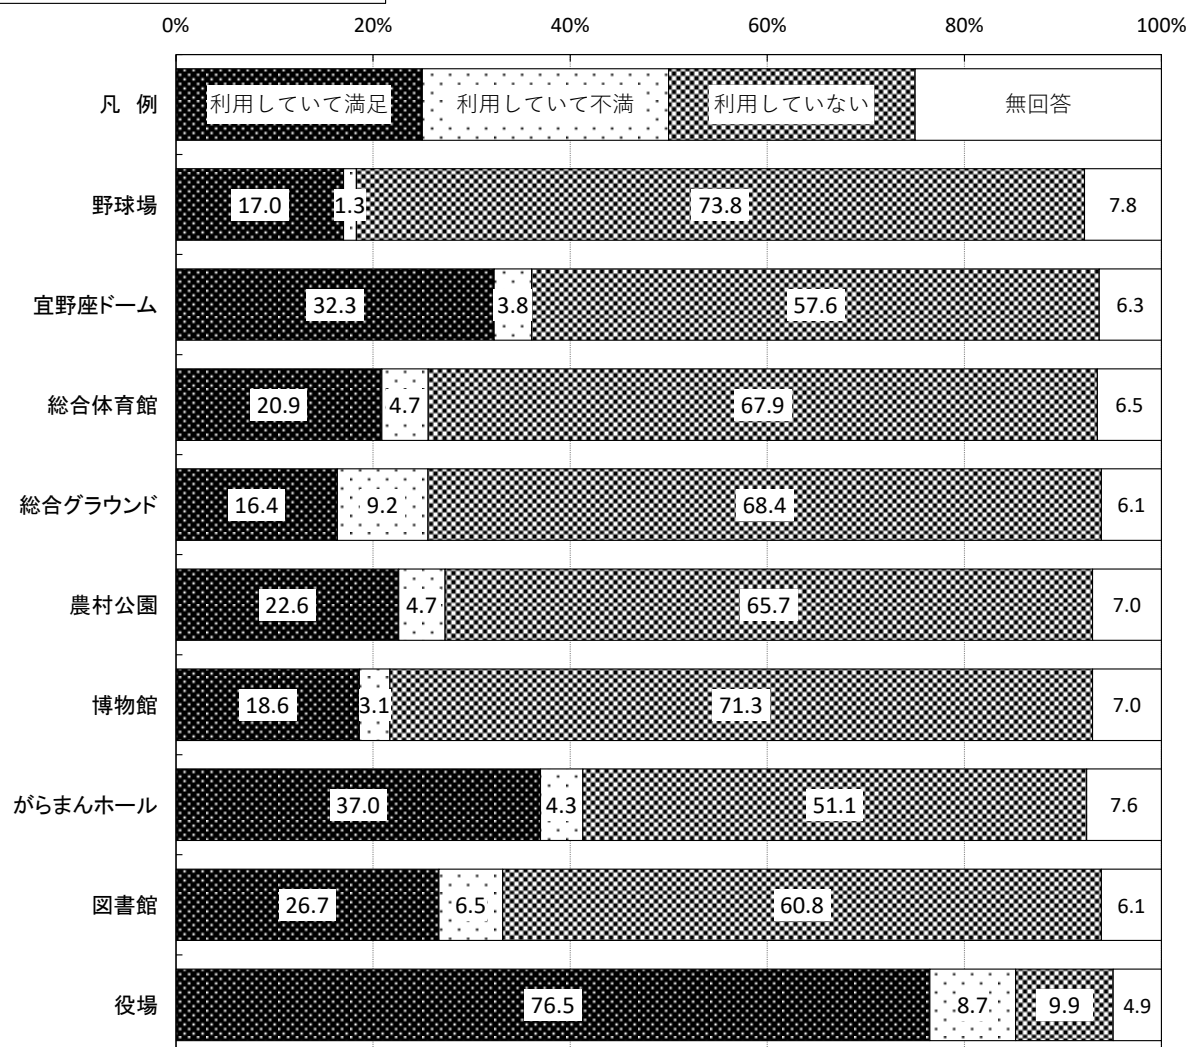 0% 20% 40% 60% 80% 100%
凡 例 利用していて満足 利用していて不満 利用していない 無回答
野球場 17.0 1.3 73.8 7.8
宜野座ドーム 32.3 3.8 57.6 6.3
総合体育館 20.9 4.7 67.9 6.5
総合グラウンド 16.4 9.2 68.4 6.1
農村公園 22.6 4.7 65.7 7.0
博物館 18.6 3.1 71.3 7.0
がらまんホール 37.0 4.3 51.1 7.6
図書館 26.7 6.5 60.8 6.1
役場 76.5 8.7 9.9 4.9